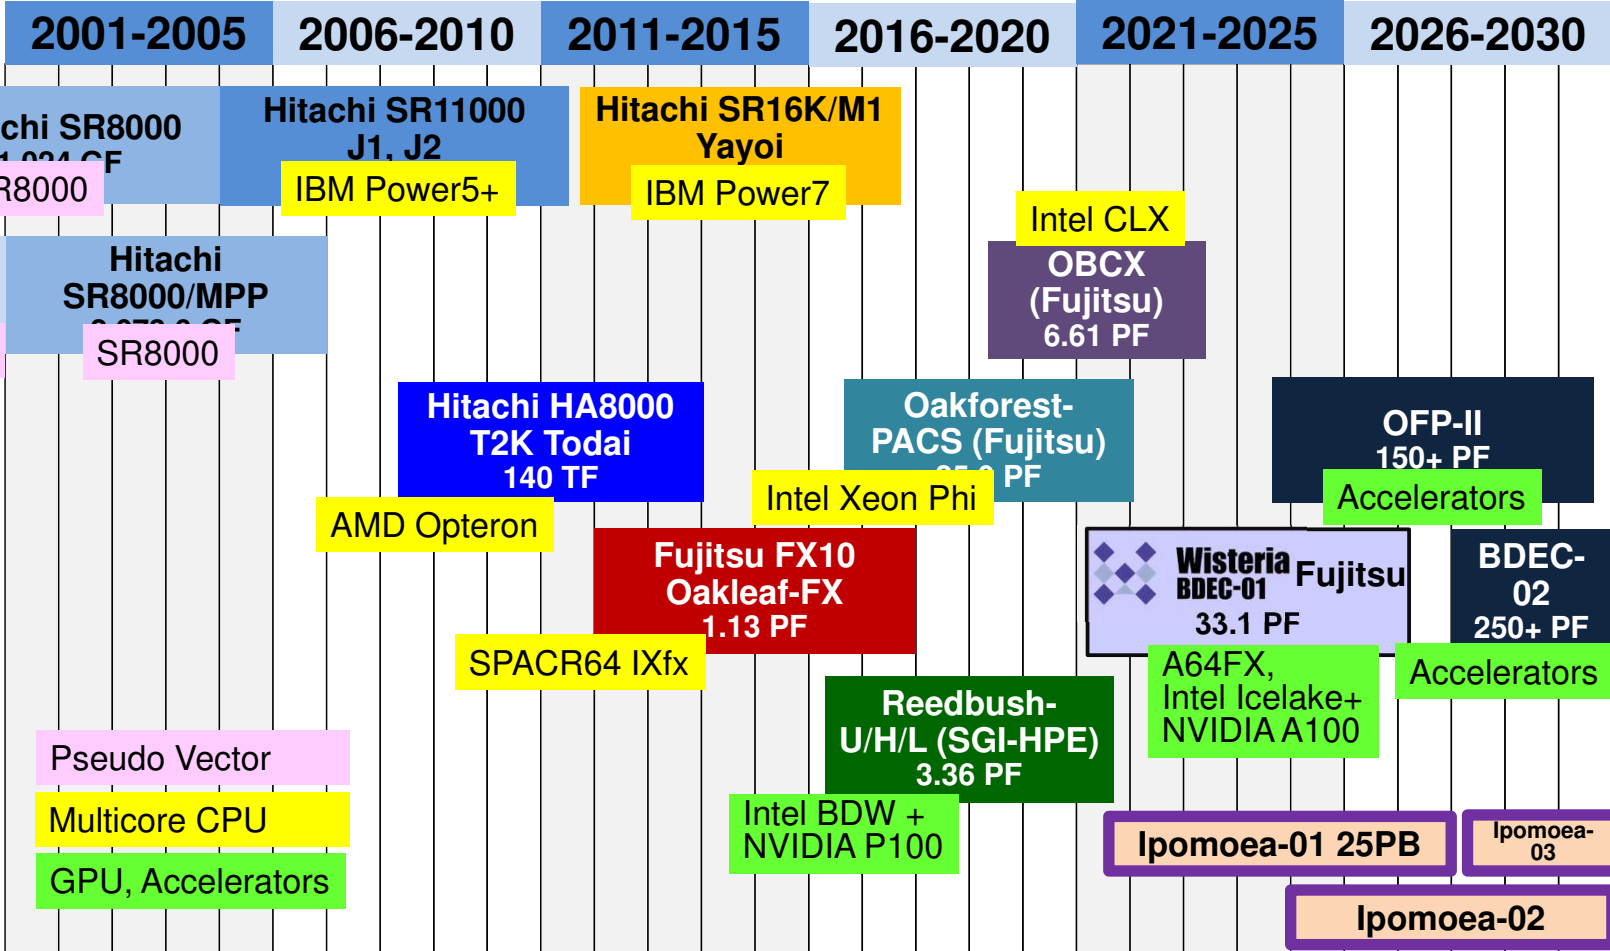 2001-2005 2006-2010 2011-2015 2016-2020 2021-2025 2026-2030
chi SR8000
Hitachi SR11000
J1, J2
IBM Power5+
Hitachi SR16K/M1
Yayoi
IBM Power7
R8000
Intel CLX
OBCX
(Fujitsu)
6.61 PF
Hitachi
SR8000/MPP
SR8000
Hitachi HA8000
T2K Todai
140 TF
AMD Opteron
Oakforest-
PACS (Fujitsu)
PF
Intel Xeon Phi
OFP-II
150+ PF
Accelerators
Fujitsu FX10
Oakleaf-FX
1.13 PF
SPACR64 IXfx
Wisteria
BDEC-01
Fujitsu
33.1 PF
A64FX,
Intel Icelake+
NVIDIA A100
BDEC-
02
250+ PF
Accelerators
Reedbush-
U/H/L (SGI-HPE)
3.36 PF
Intel BDW +
NVIDIA P100
Pseudo Vector
Multicore CPU
GPU, Accelerators
Ipomoea-01 25PB
Ipomoea-
03
Ipomoea-02